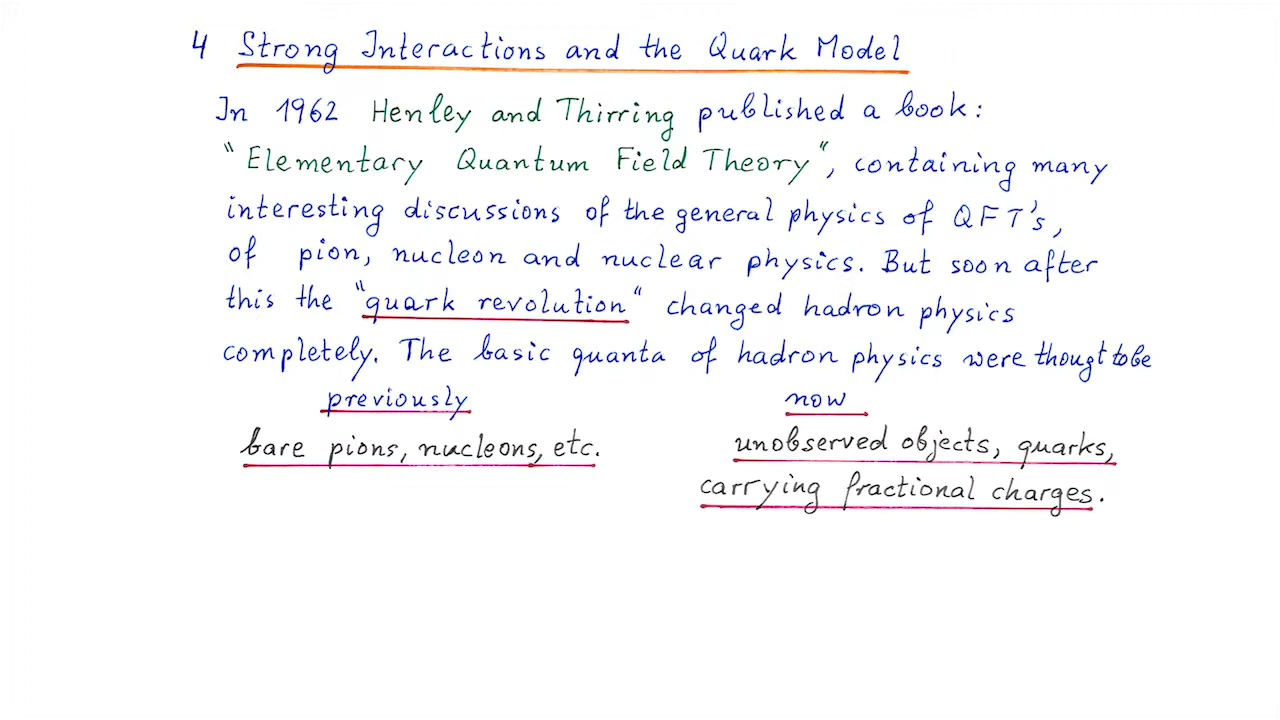 4 Strong Interactions and the Quark Model
In 1962 Henley and Thirring published a book:
"Elementary Quantum Field Theory", containing many
interesting discussions of the general physics of QFT's,
of pion, nucleon and nuclear physics. But soon after
this the "quark revolution" changed hadron physics
completely. The basic quanta of hadron physics were thougt to be
previously now
bare pions, nucleons, etc. unobserved objects, quarks,
carrying fractional charges.